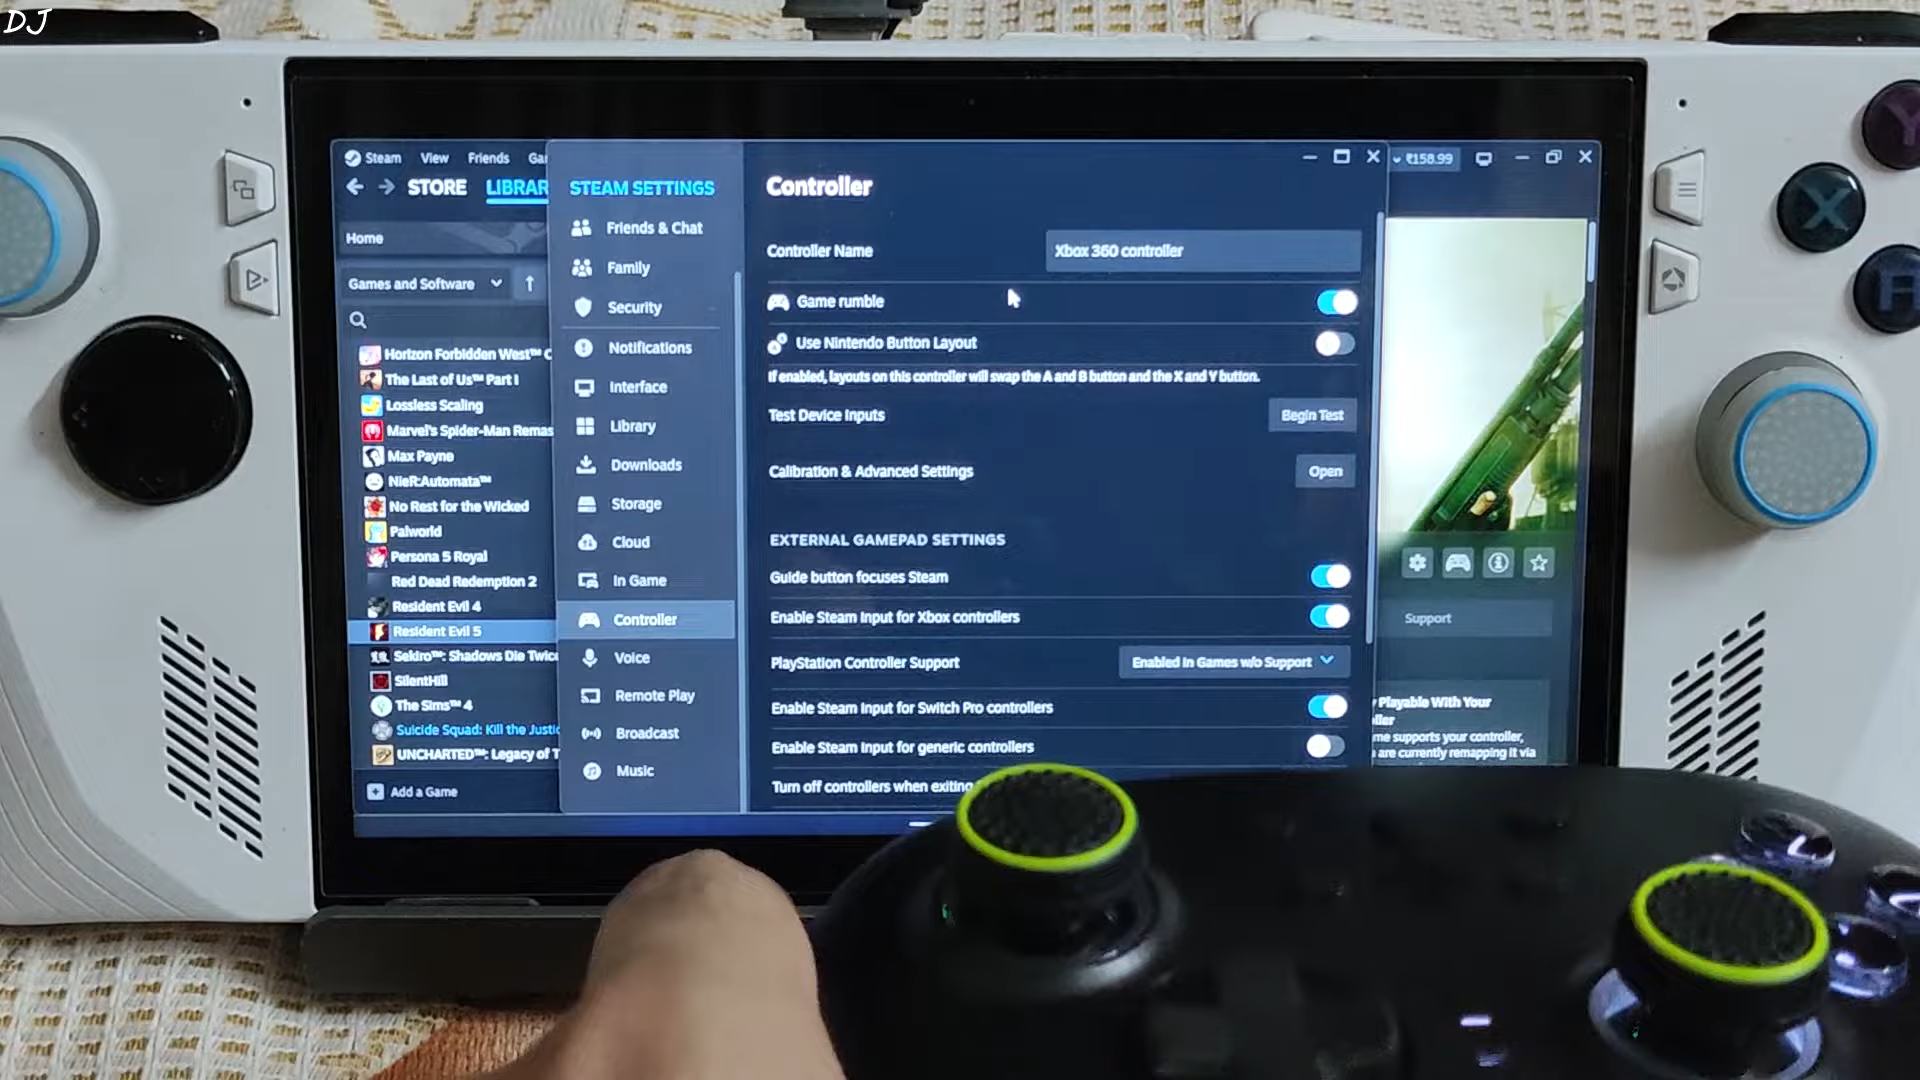 DJ
Steam View Friends
STORE LIBRAR
Home
Games and Software
Horizon Forbidden West™ C
The Last of Us™ Part I
Lossless Scaling
Marvel's Spider-Man Remas
Max Payne
NieR:Automata™
No Rest for the Wicked
Palworld
Persona 5 Royal
Red Dead Redemption 2
Resident Evil 4
Resident Evil 5
Sekiro™: Shadows Die Twice
SilentHill
The Sims™ 4
Suicide Squad: Kill the Justic
UNCHARTED™: Legacy of T
Add a Game
STEAM SETTINGS
Friends & Chat
Family
Security
Notifications
Interface
Library
Downloads
Storage
Cloud
In Game
Controller
Voice
Remote Play
Broadcast
Music
Controller
Controller Name Xbox 360 controller
Game rumble
Use Nintendo Button Layout
If enabled, layouts on this controller will swap the A and B button and the X and Y button.
Test Device Inputs Begin Test
Calibration & Advanced Settings Open
EXTERNAL GAMEPAD SETTINGS
Guide button focuses Steam
Enable Steam Input for Xbox controllers
PlayStation Controller Support Enabled in Games w/o Support
Enable Steam Input for Switch Pro controllers
Enable Steam Input for generic controllers
Turn off controllers when exiting
₹158.99
Support
Playable With Your
ller
me supports your controller,
are currently remapping it via
Y
X